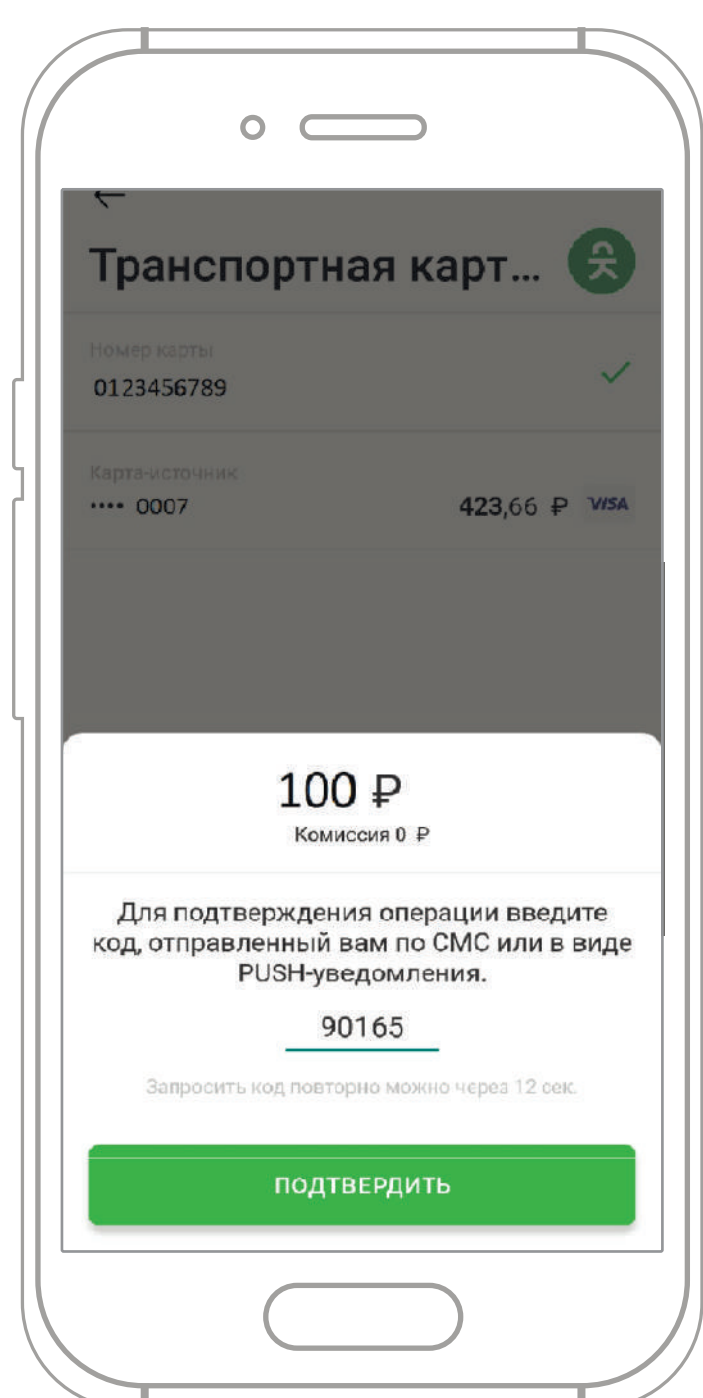 Транспортная карт...
Номер карты
0123456789
Карта-источник
•••• 0007 423,66 ₽ VISA
100 ₽
Комиссия 0 ₽
Для подтверждения операции введите
код, отправленный вам по СМС или в виде
PUSH-уведомления.
90165
Запросить код повторно можно через 12 сек.
ПОДТВЕРДИТЬ